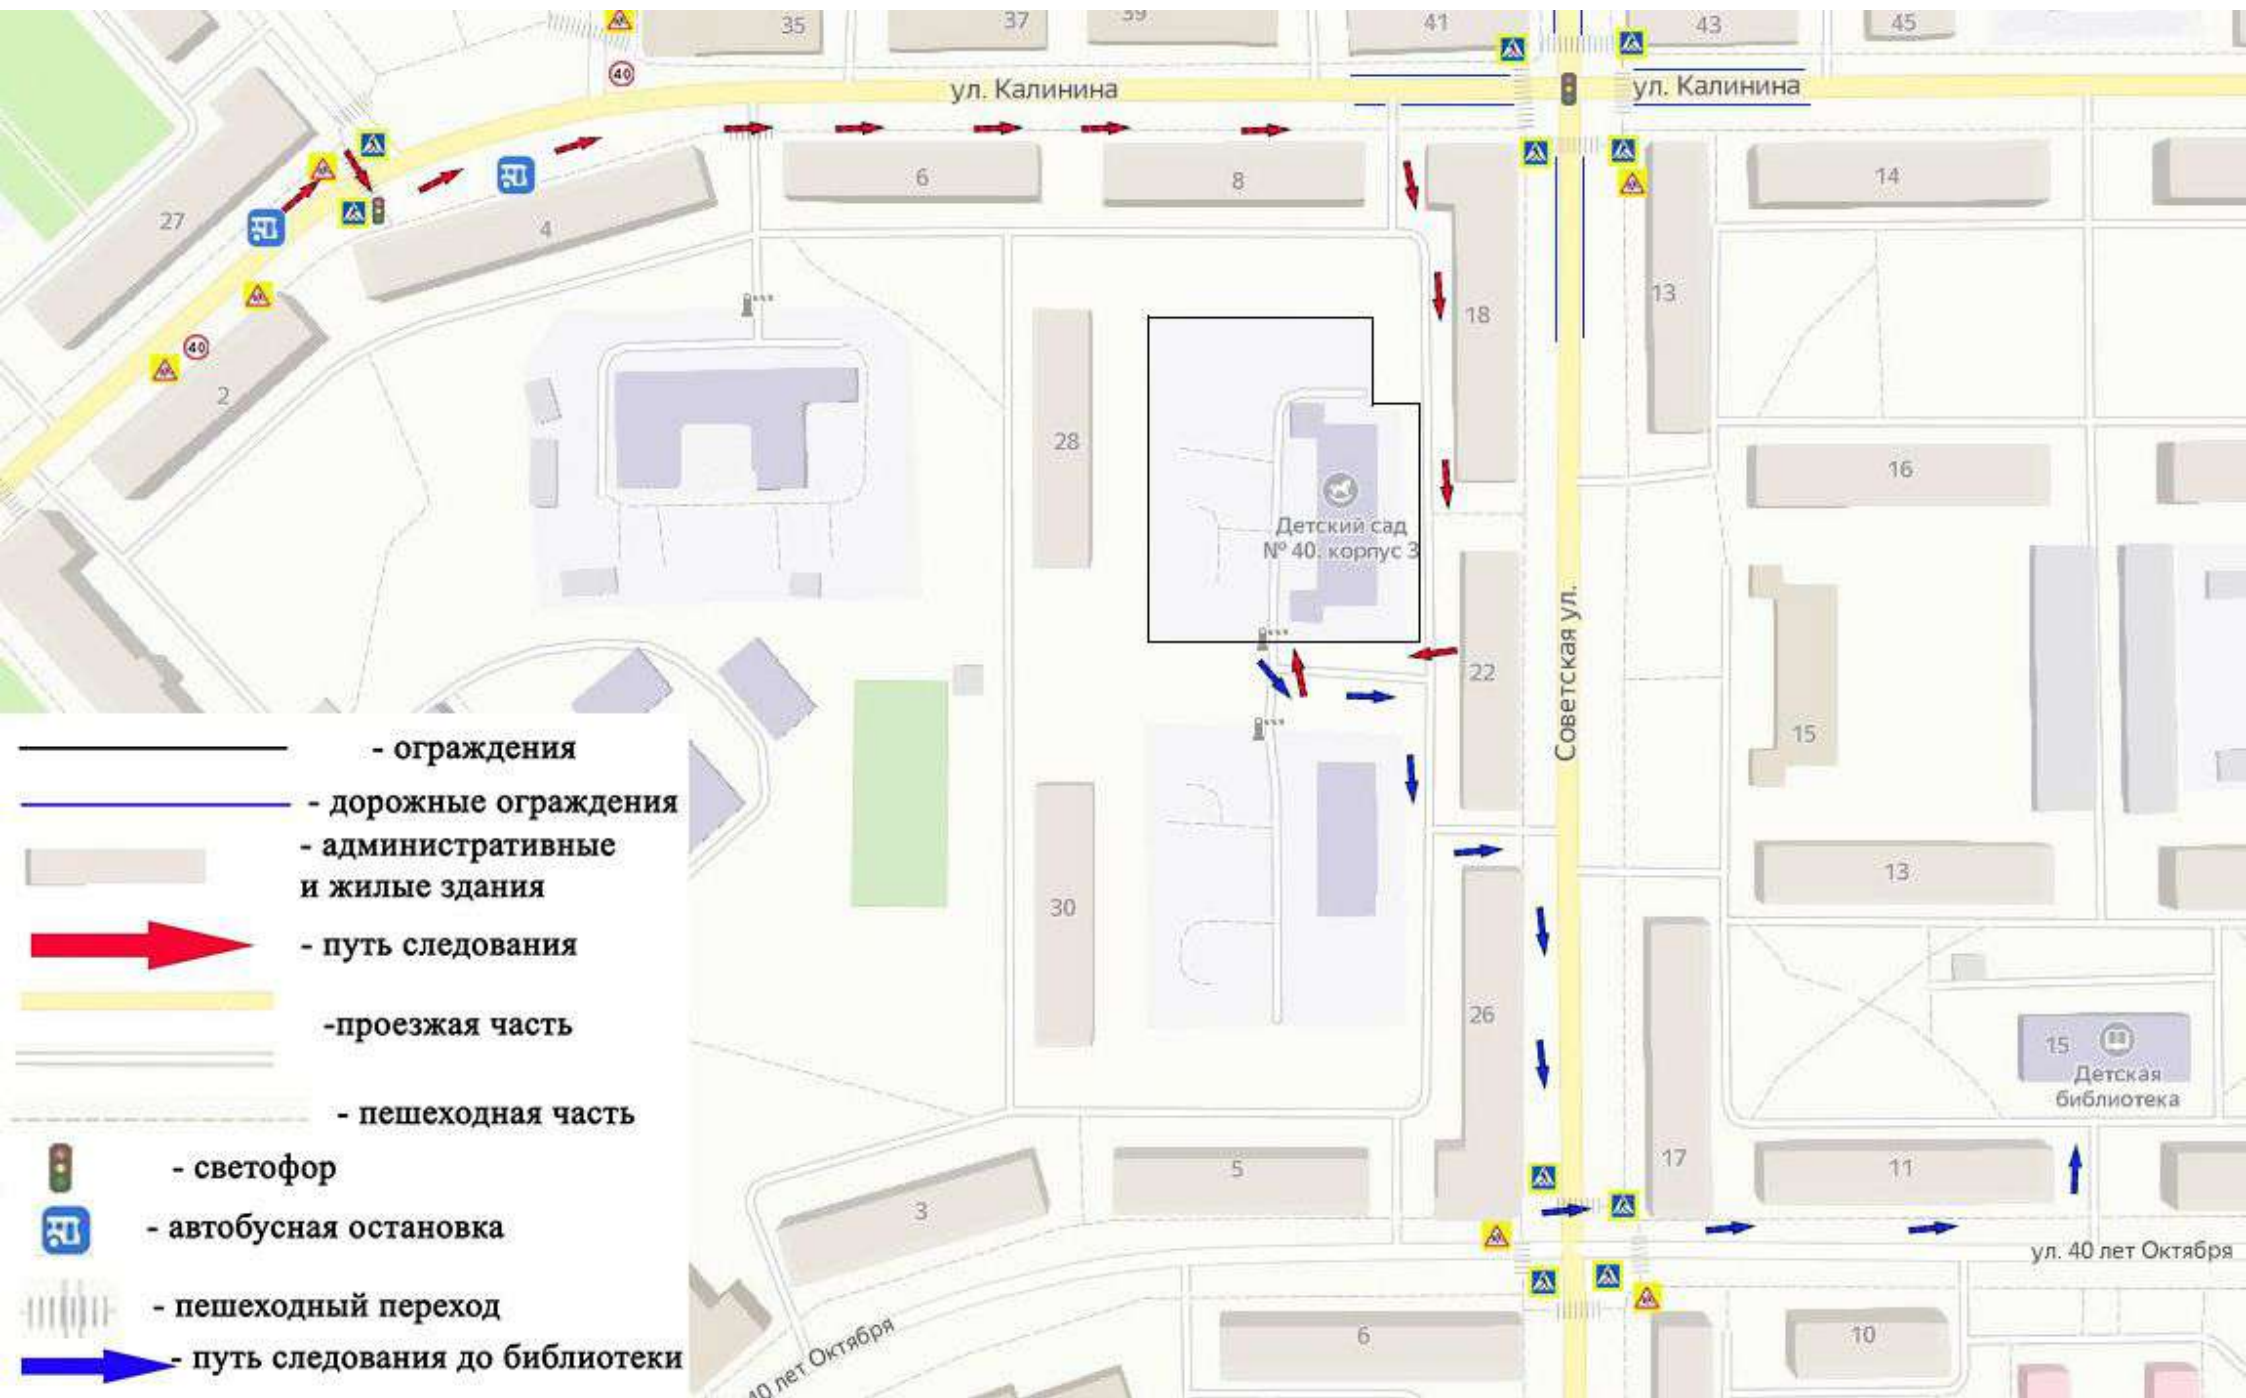 35
37
39
41
43
45
40
ул. Калинина
ул. Калинина
27
4
6
8
14
2
18
13
28
16
Детский сад
№ 40, корпус 3
22
Советская ул.
15
30
13
26
15
Детская
библиотека
3
5
17
11
ул. 40 лет Октября
6
10
40 лет Октября
40
- ограждения
- дорожные ограждения
- административные
и жилые здания
- путь следования
-проезжая часть
- пешеходная часть
- светофор
- автобусная остановка
- пешеходный переход
- путь следования до библиотеки